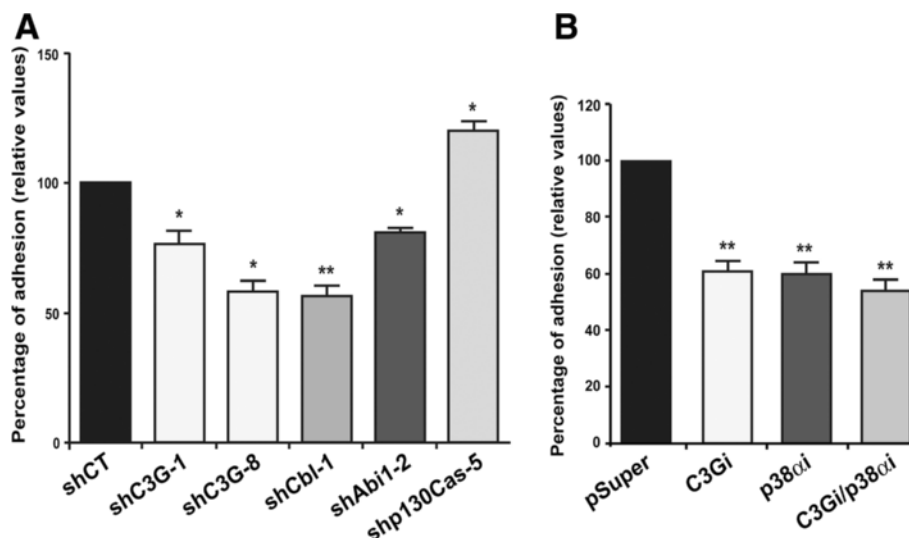 A
Percentage of adhesion (relative values)
150
100
50
0
*
*
**
*
*
shCT
shC3G-1
shC3G-8
shCbl-1
shAbi1-2
shp130Cas-5
B
Percentage of adhesion (relative values)
120
100
80
60
40
20
0
**
**
**
pSuper
C3Gi
p38αi
C3Gi/p38αi